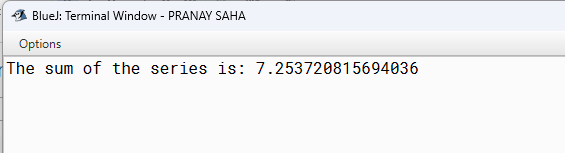 BlueJ: Terminal Window - PRANAY SAHA
Options
The sum of the series is: 7.253720815694036